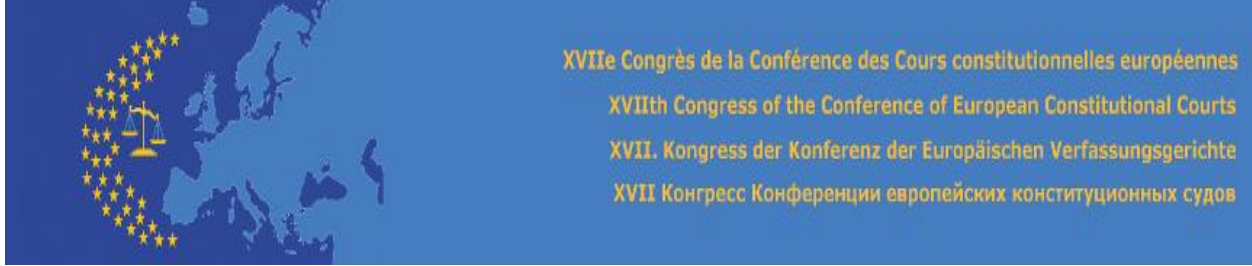 XVIIe Congrès de la Conférence des Cours constitutionnelles européennes
XVIIth Congress of the Conference of European Constitutional Courts
XVII. Kongress der Konferenz der Europäischen Verfassungsgerichte
XVII Конгресс Конференции европейских конституционных судов